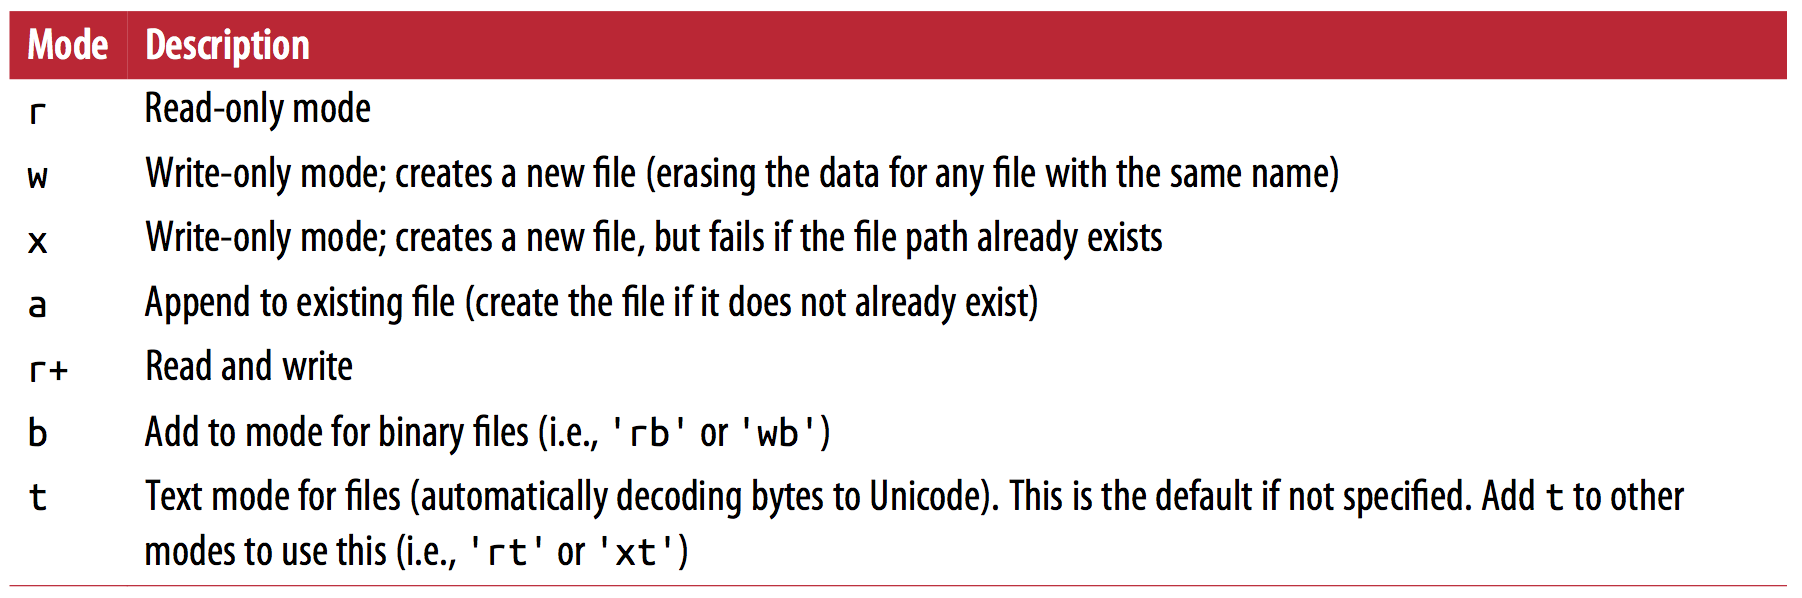 Mode Description
r Read-only mode
w Write-only mode; creates a new file (erasing the data for any file with the same name)
x Write-only mode; creates a new file, but fails if the file path already exists
a Append to existing file (create the file if it does not already exist)
r+ Read and write
b Add to mode for binary files (i.e., 'rb' or 'wb')
t Text mode for files (automatically decoding bytes to Unicode). This is the default if not specified. Add t to other
modes to use this (i.e., 'rt' or 'xt')